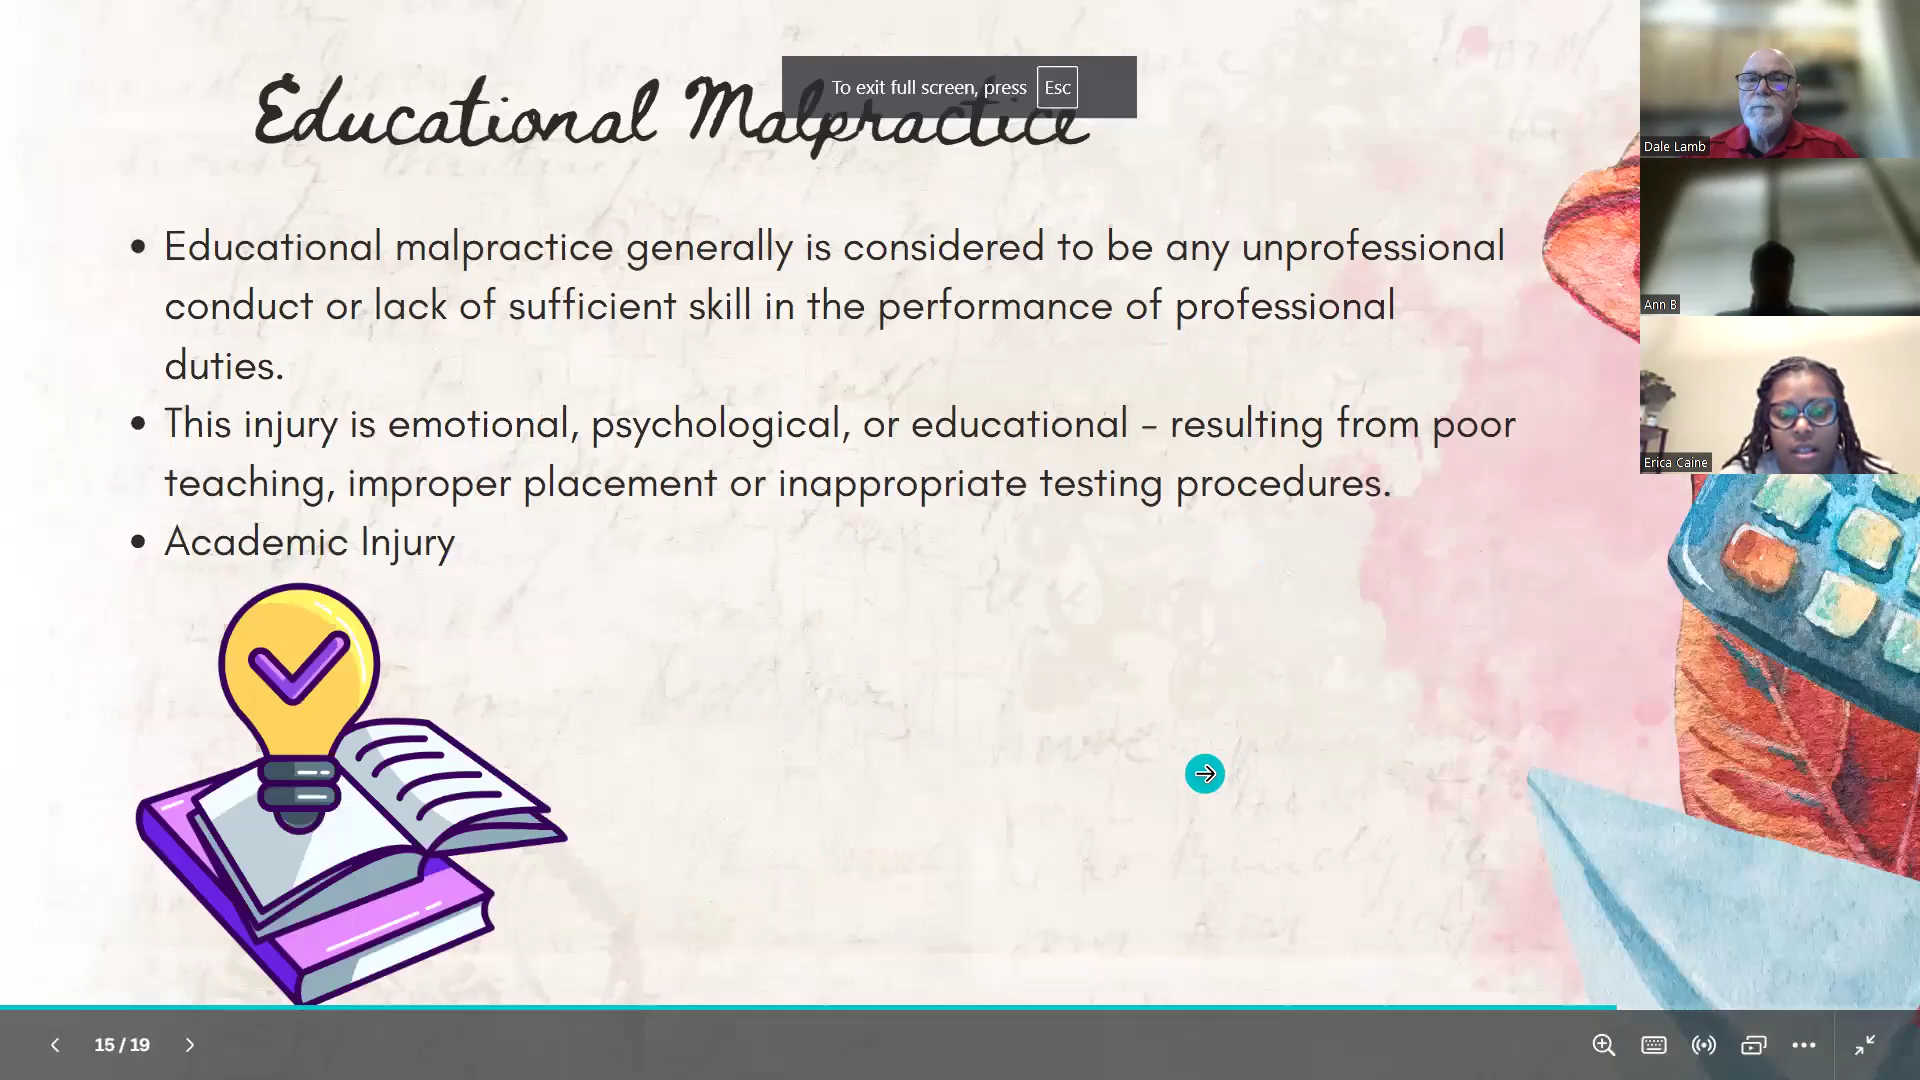 Educational Malpractice
To exit full screen, press Esc
• Educational malpractice generally is considered to be any unprofessional
conduct or lack of sufficient skill in the performance of professional
duties.
• This injury is emotional, psychological, or educational - resulting from poor
teaching, improper placement or inappropriate testing procedures.
• Academic Injury
Dale Lamb
Ann B
Erica Caine
15 / 19